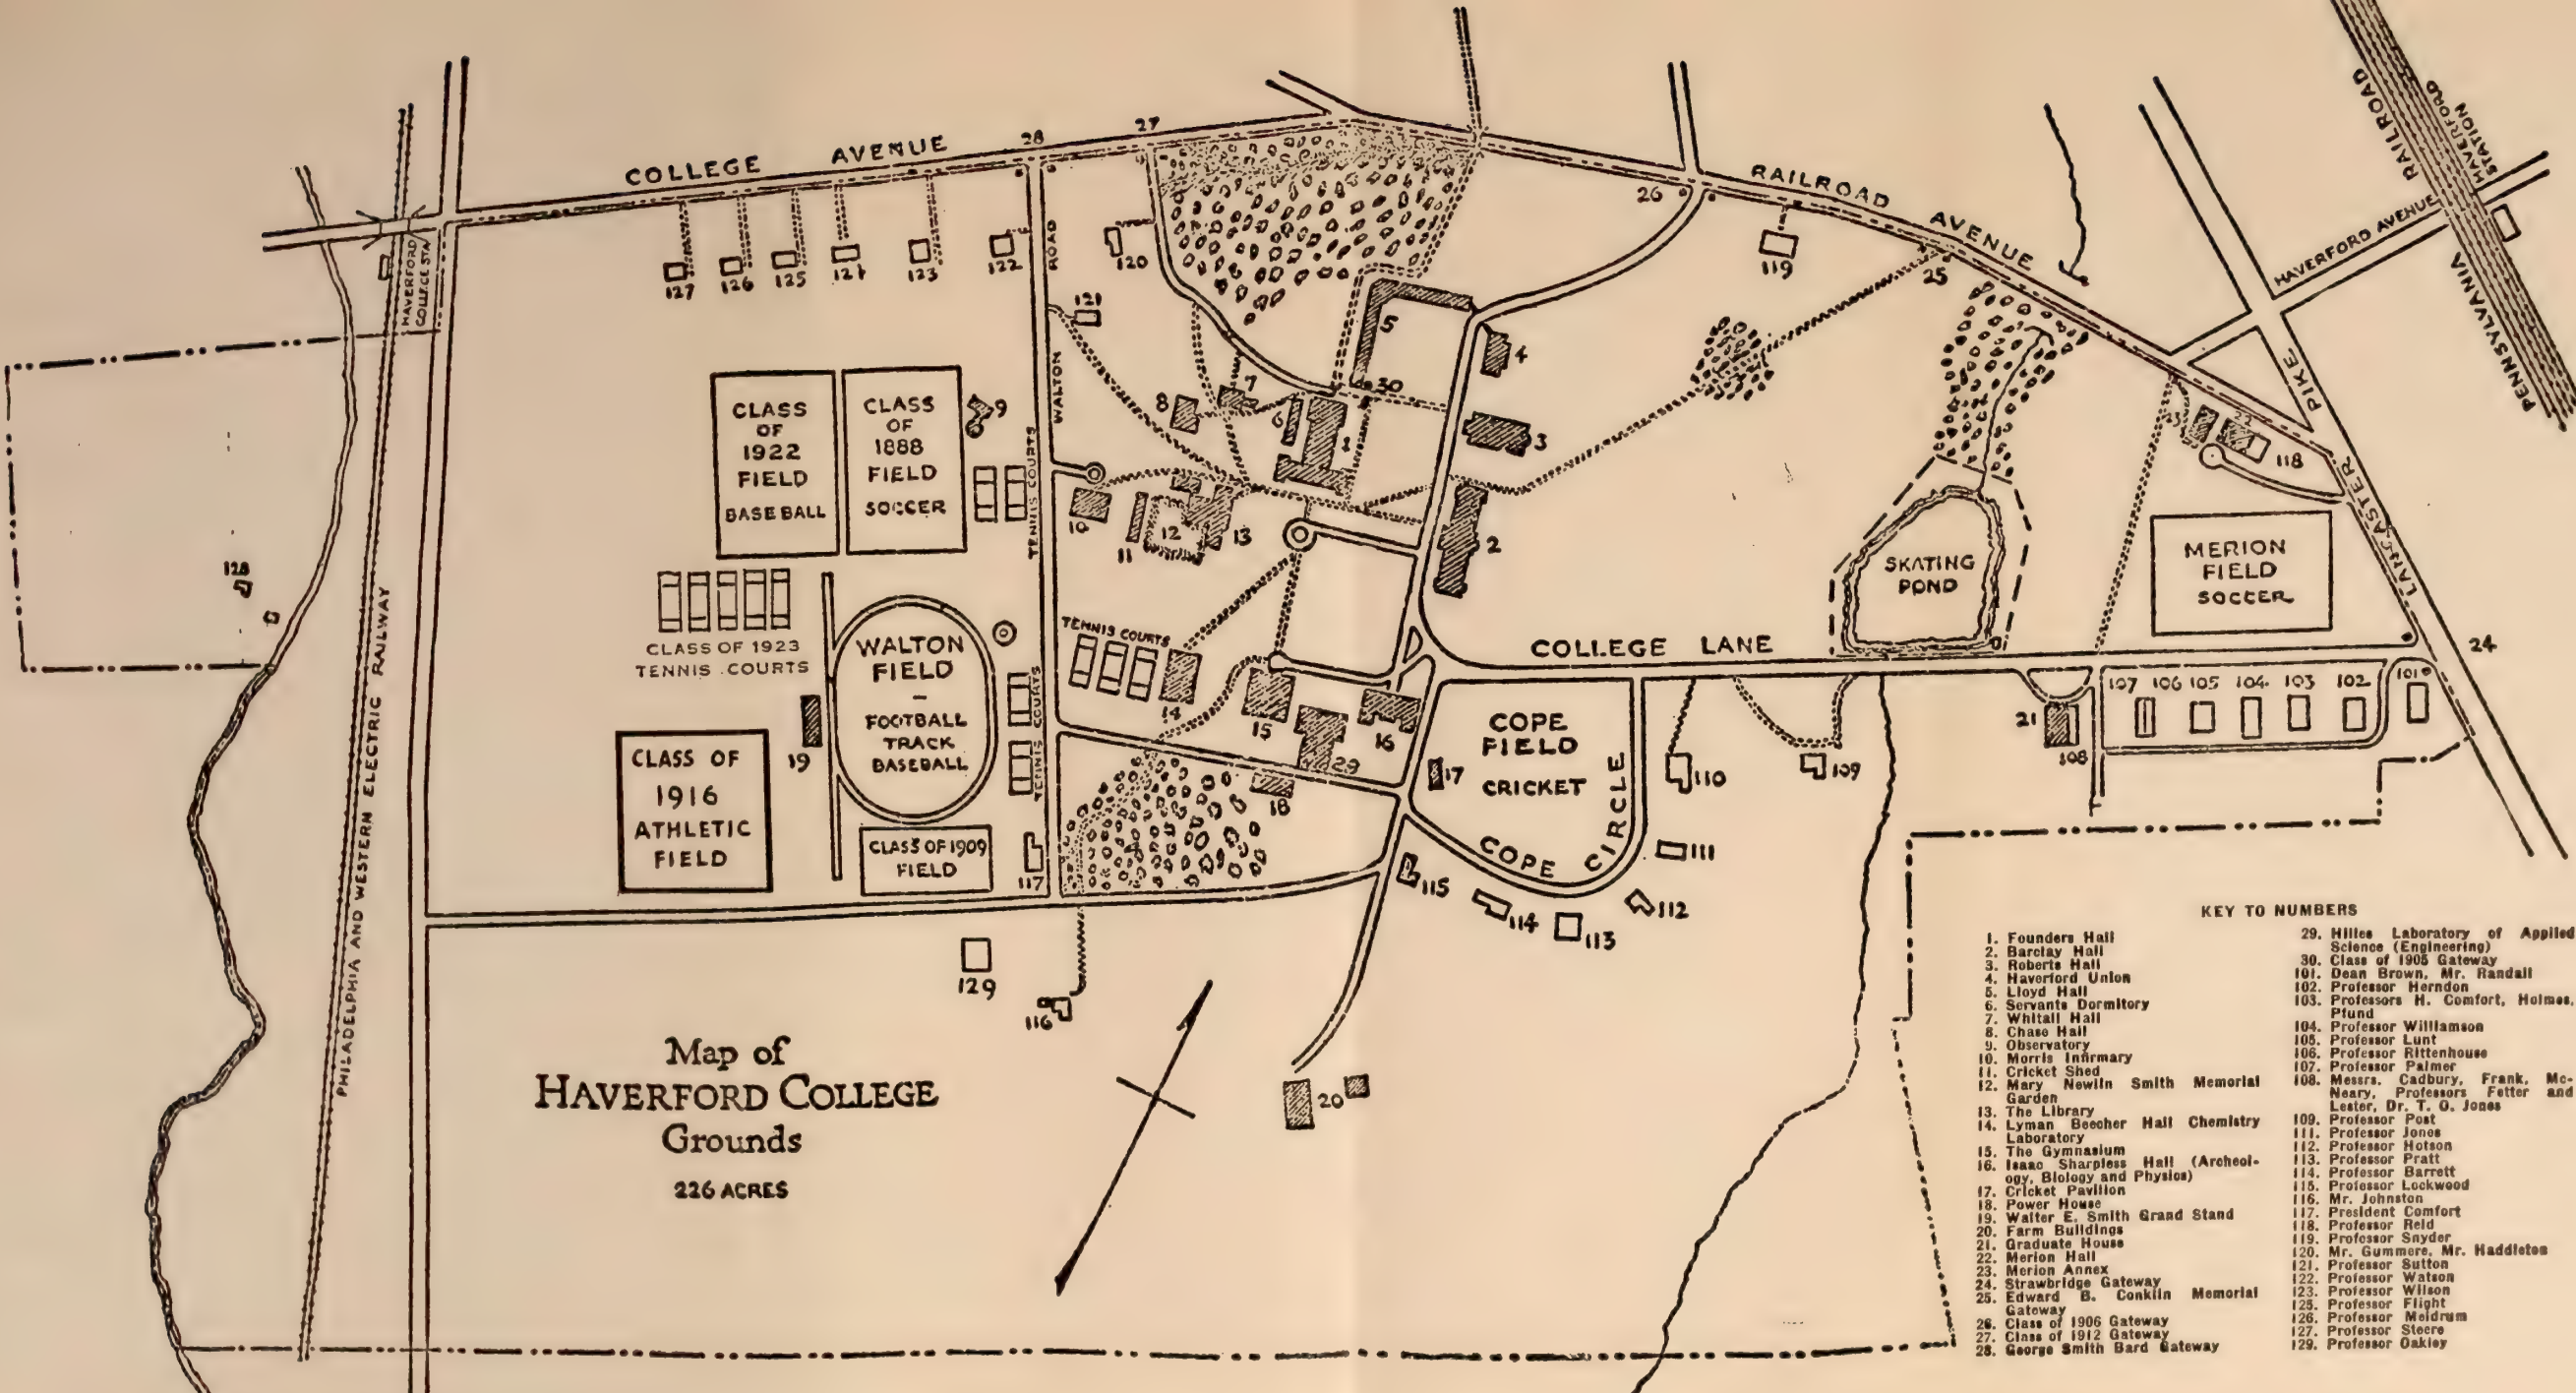 COLLEGE AVENUE
28
27
26
RAILROAD AVENUE
25
RAILROAD
HAVERFORD STATION
HAVERFORD AVENUE
PENNSYLVANIA
LANCASTER PIKE
24
HAVERFORD COLLEGE STA.
127
126
125
124
123
122
WALTON ROAD
120
121
119
5
4
30
7
8
6
1
3
9
CLASS OF 1922 FIELD
BASEBALL
CLASS OF 1888 FIELD
SOCCER
TENNIS COURTS
10
11
12
13
2
23
22
118
SKATING POND
MERION FIELD
SOCCER
128
CLASS OF 1923
TENNIS COURTS
WALTON FIELD
-
FOOTBALL
TRACK
BASEBALL
TENNIS COURTS
TENNIS COURTS
14
15
16
29
18
17
COLLEGE LANE
COPE FIELD
CRICKET
COPE CIRCLE
110
109
21
108
107
106
105
104
103
102
101
19
CLASS OF 1916 ATHLETIC FIELD
CLASS OF 1909 FIELD
117
115
114
113
112
111
129
116
20
PHILADELPHIA AND WESTERN ELECTRIC RAILWAY
Map of
HAVERFORD COLLEGE
Grounds
226 ACRES
KEY TO NUMBERS
1. Founders Hall
2. Barclay Hall
3. Roberts Hall
4. Haverford Union
5. Lloyd Hall
6. Servants Dormitory
7. Whitall Hall
8. Chase Hall
9. Observatory
10. Morris Infirmary
11. Cricket Shed
12. Mary Newlin Smith Memorial
Garden
13. The Library
14. Lyman Beecher Hall Chemistry
Laboratory
15. The Gymnasium
16. Isaac Sharpless Hall (Archeol-
ogy, Biology and Physics)
17. Cricket Pavilion
18. Power House
19. Walter E. Smith Grand Stand
20. Farm Buildings
21. Graduate House
22. Merion Hall
23. Merion Annex
24. Strawbridge Gateway
25. Edward B. Conklin Memorial
Gateway
26. Class of 1906 Gateway
27. Class of 1912 Gateway
28. George Smith Bard Gateway
29. Hilles Laboratory of Applied
Science (Engineering)
30. Class of 1905 Gateway
101. Dean Brown, Mr. Randall
102. Professor Herndon
103. Professors H. Comfort, Holmes,
Pfund
104. Professor Williamson
105. Professor Lunt
106. Professor Rittenhouse
107. Professor Palmer
108. Messrs. Cadbury, Frank, Mc-
Neary, Professors Fetter and
Lester, Dr. T. O. Jones
109. Professor Post
111. Professor Jones
112. Professor Hotson
113. Professor Pratt
114. Professor Barrett
115. Professor Lockwood
116. Mr. Johnston
117. President Comfort
118. Professor Reid
119. Professor Snyder
120. Mr. Gummere, Mr. Haddleton
121. Professor Sutton
122. Professor Watson
123. Professor Wilson
125. Professor Flight
126. Professor Meldrum
127. Professor Steere
129. Professor Oakley